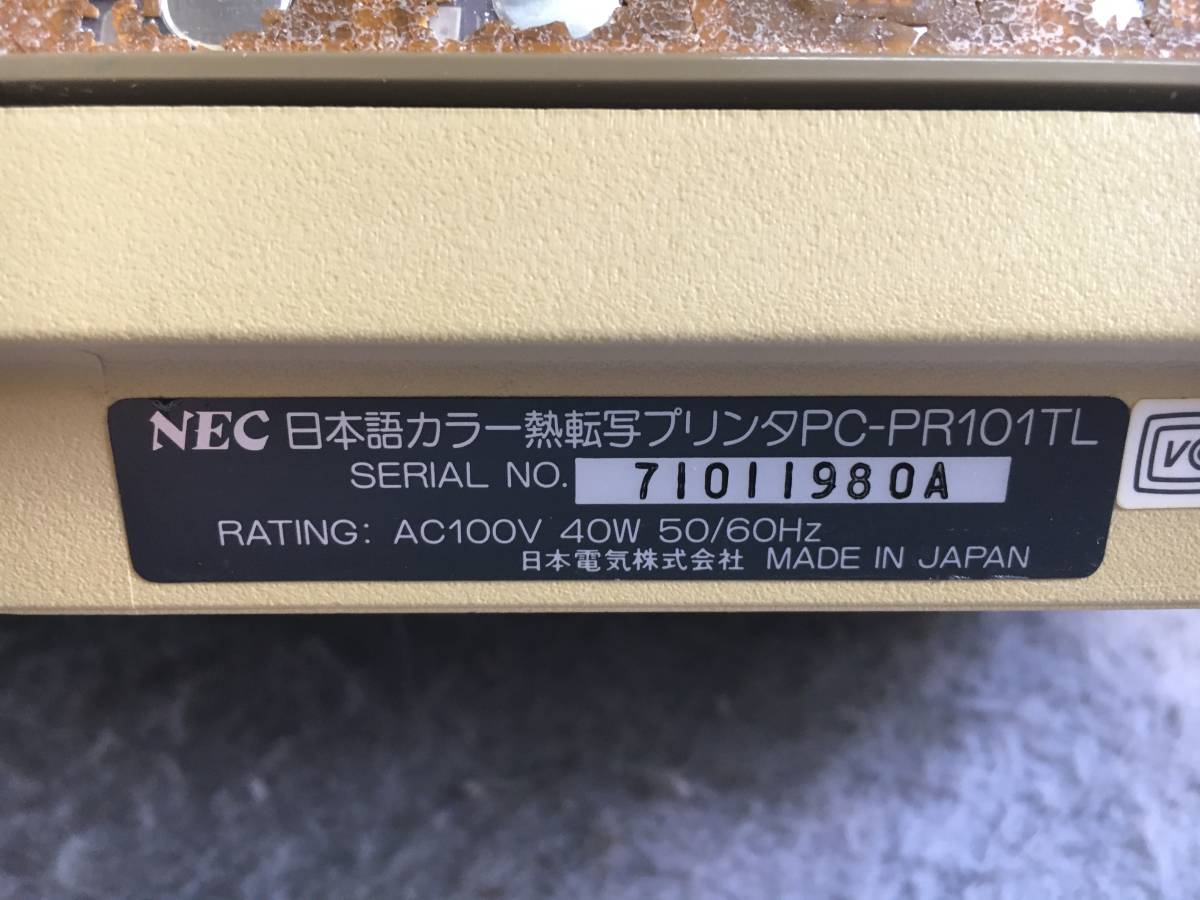 NEC 日本語カラー熱転写プリンタPC-PR101TL
SERIAL NO. 71011980A
RATING: AC100V 40W 50/60Hz
日本電気株式会社 MADE IN JAPAN